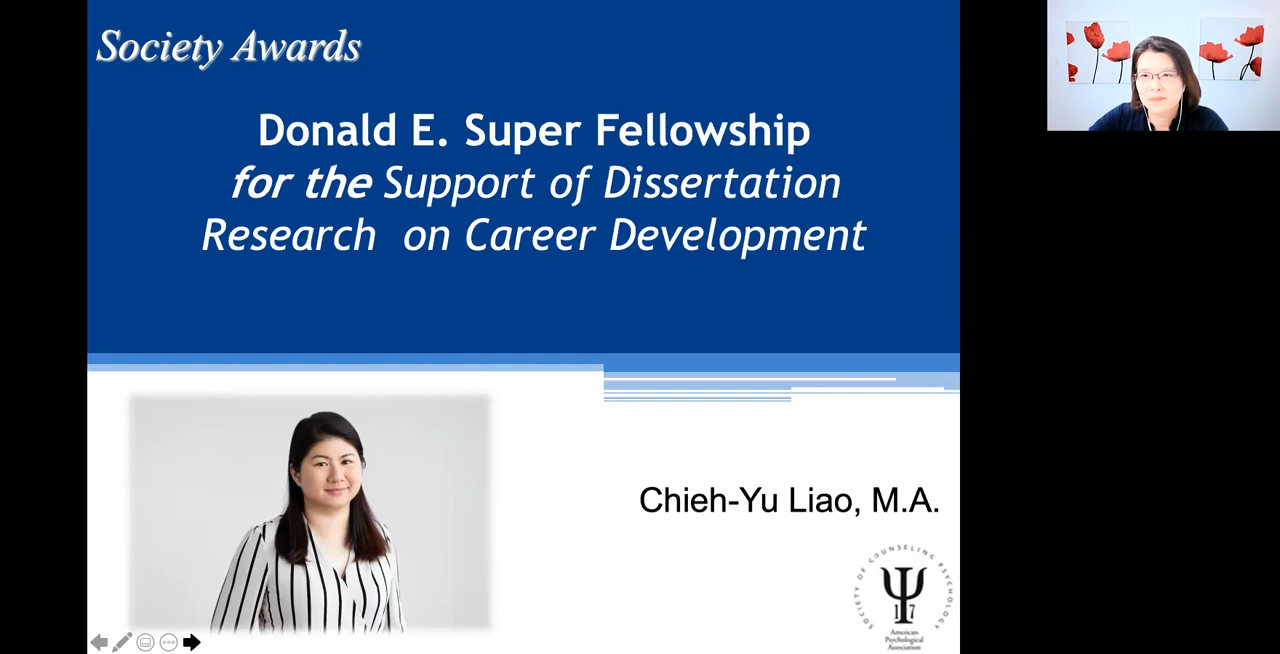 Society Awards
Donald E. Super Fellowship
for the Support of Dissertation
Research on Career Development
Chieh-Yu Liao, M.A.
SOCIETY OF COUNSELING PSYCHOLOGY
17
American
Psychological
Association